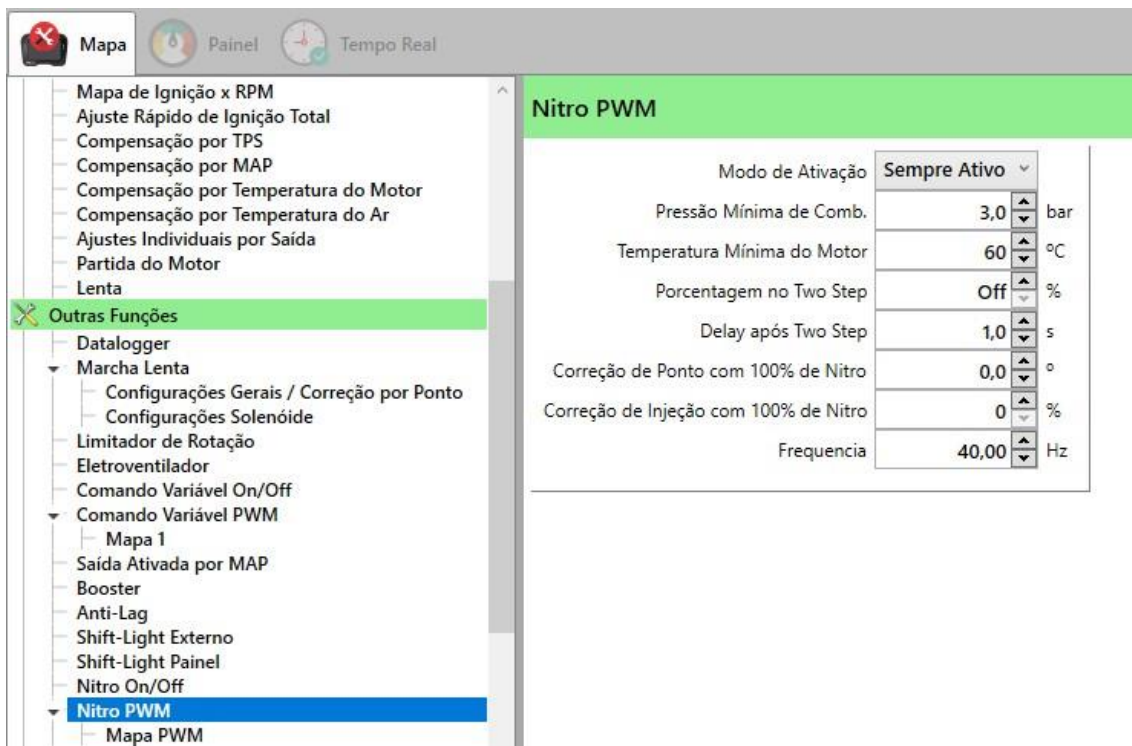 Mapa
Painel
Tempo Real
Mapa de Ignição x RPM
Ajuste Rápido de Ignição Total
Compensação por TPS
Compensação por MAP
Compensação por Temperatura do Motor
Compensação por Temperatura do Ar
Ajustes Individuais por Saída
Partida do Motor
Lenta
Outras Funções
Datalogger
Marcha Lenta
Configurações Gerais / Correção por Ponto
Configurações Solenóide
Limitador de Rotação
Eletroventilador
Comando Variável On/Off
Comando Variável PWM
Mapa 1
Saída Ativada por MAP
Booster
Anti-Lag
Shift-Light Externo
Shift-Light Painel
Nitro On/Off
Nitro PWM
Mapa PWM
Nitro PWM
Modo de Ativação Sempre Ativo
Pressão Mínima de Comb. 3,0 bar
Temperatura Mínima do Motor 60 ºC
Porcentagem no Two Step Off %
Delay após Two Step 1,0 s
Correção de Ponto com 100% de Nitro 0,0 º
Correção de Injeção com 100% de Nitro 0 %
Frequencia 40,00 Hz